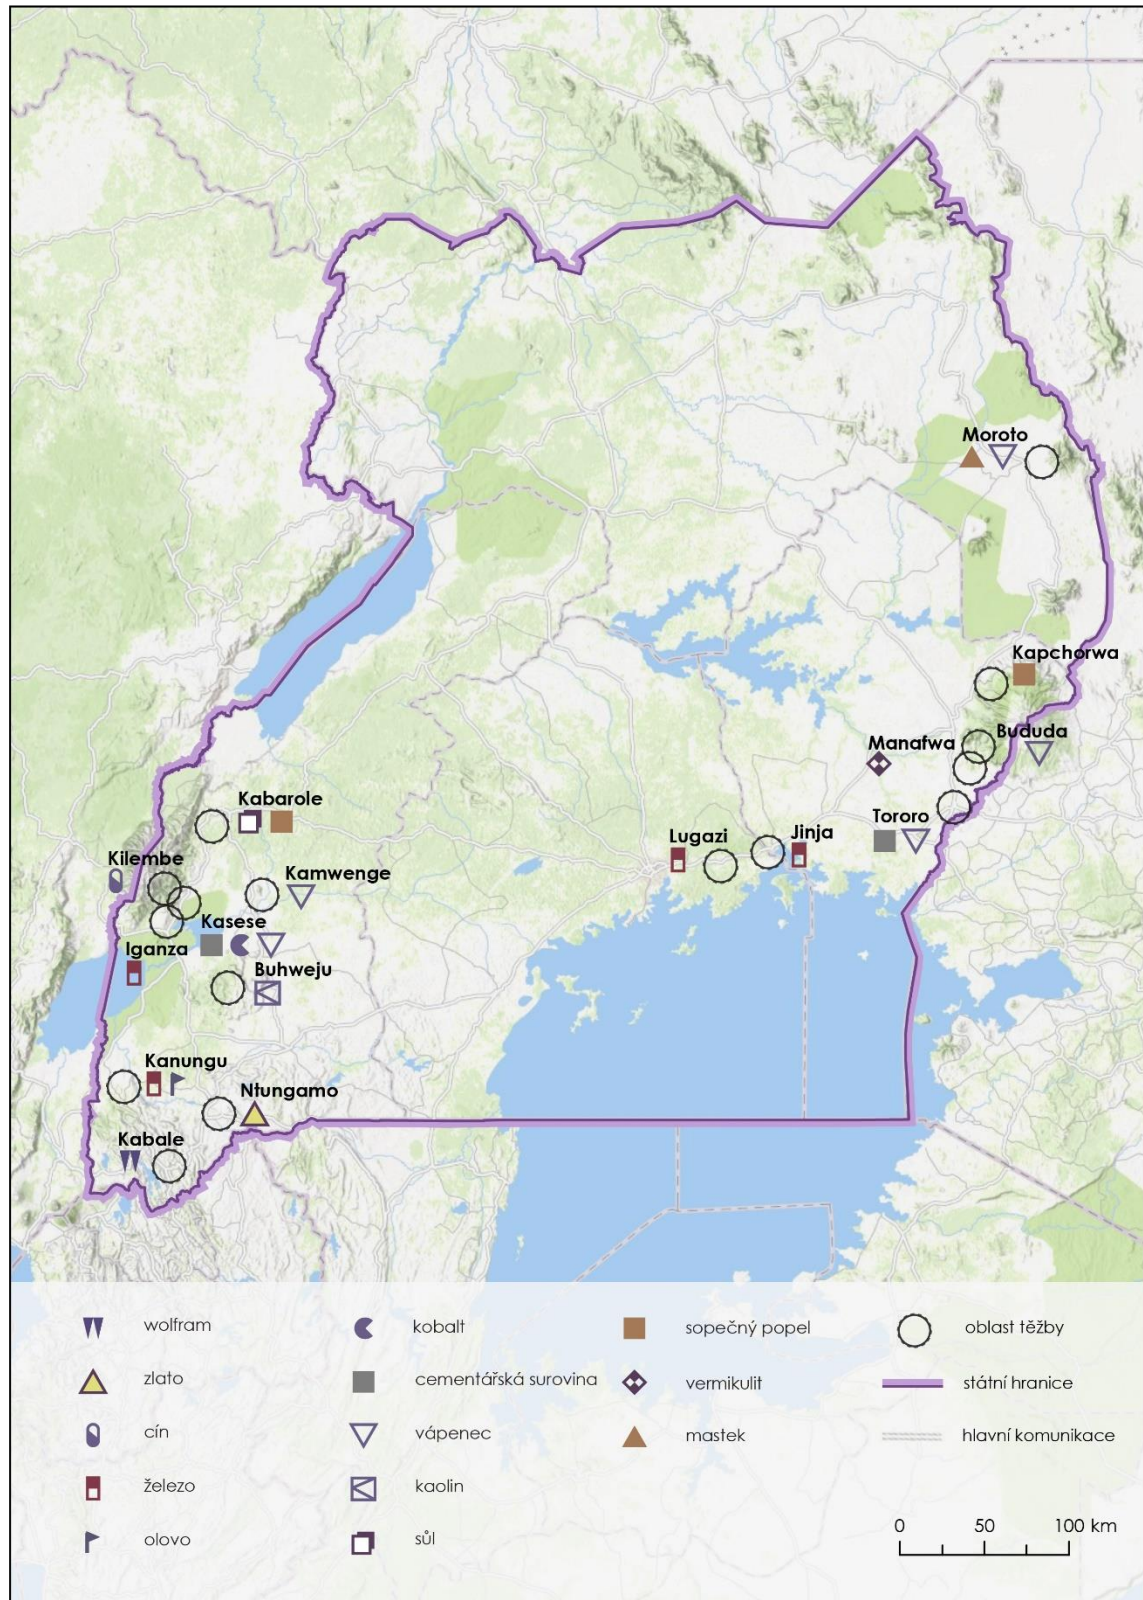 Moroto
Kapchorwa
Bududa
Manafwa
Kabarole
Tororo
Lugazi
Jinja
Kilembe
Kamwenge
Kasese
Iganza
Buhweju
Kanungu
Ntungamo
Kabale
wolfram
zlato
cín
železo
olovo
kobalt
cementářská surovina
vápenec
kaolin
sůl
sopečný popel
vermikulit
mastek
oblast těžby
státní hranice
hlavní komunikace
0 50 100 km